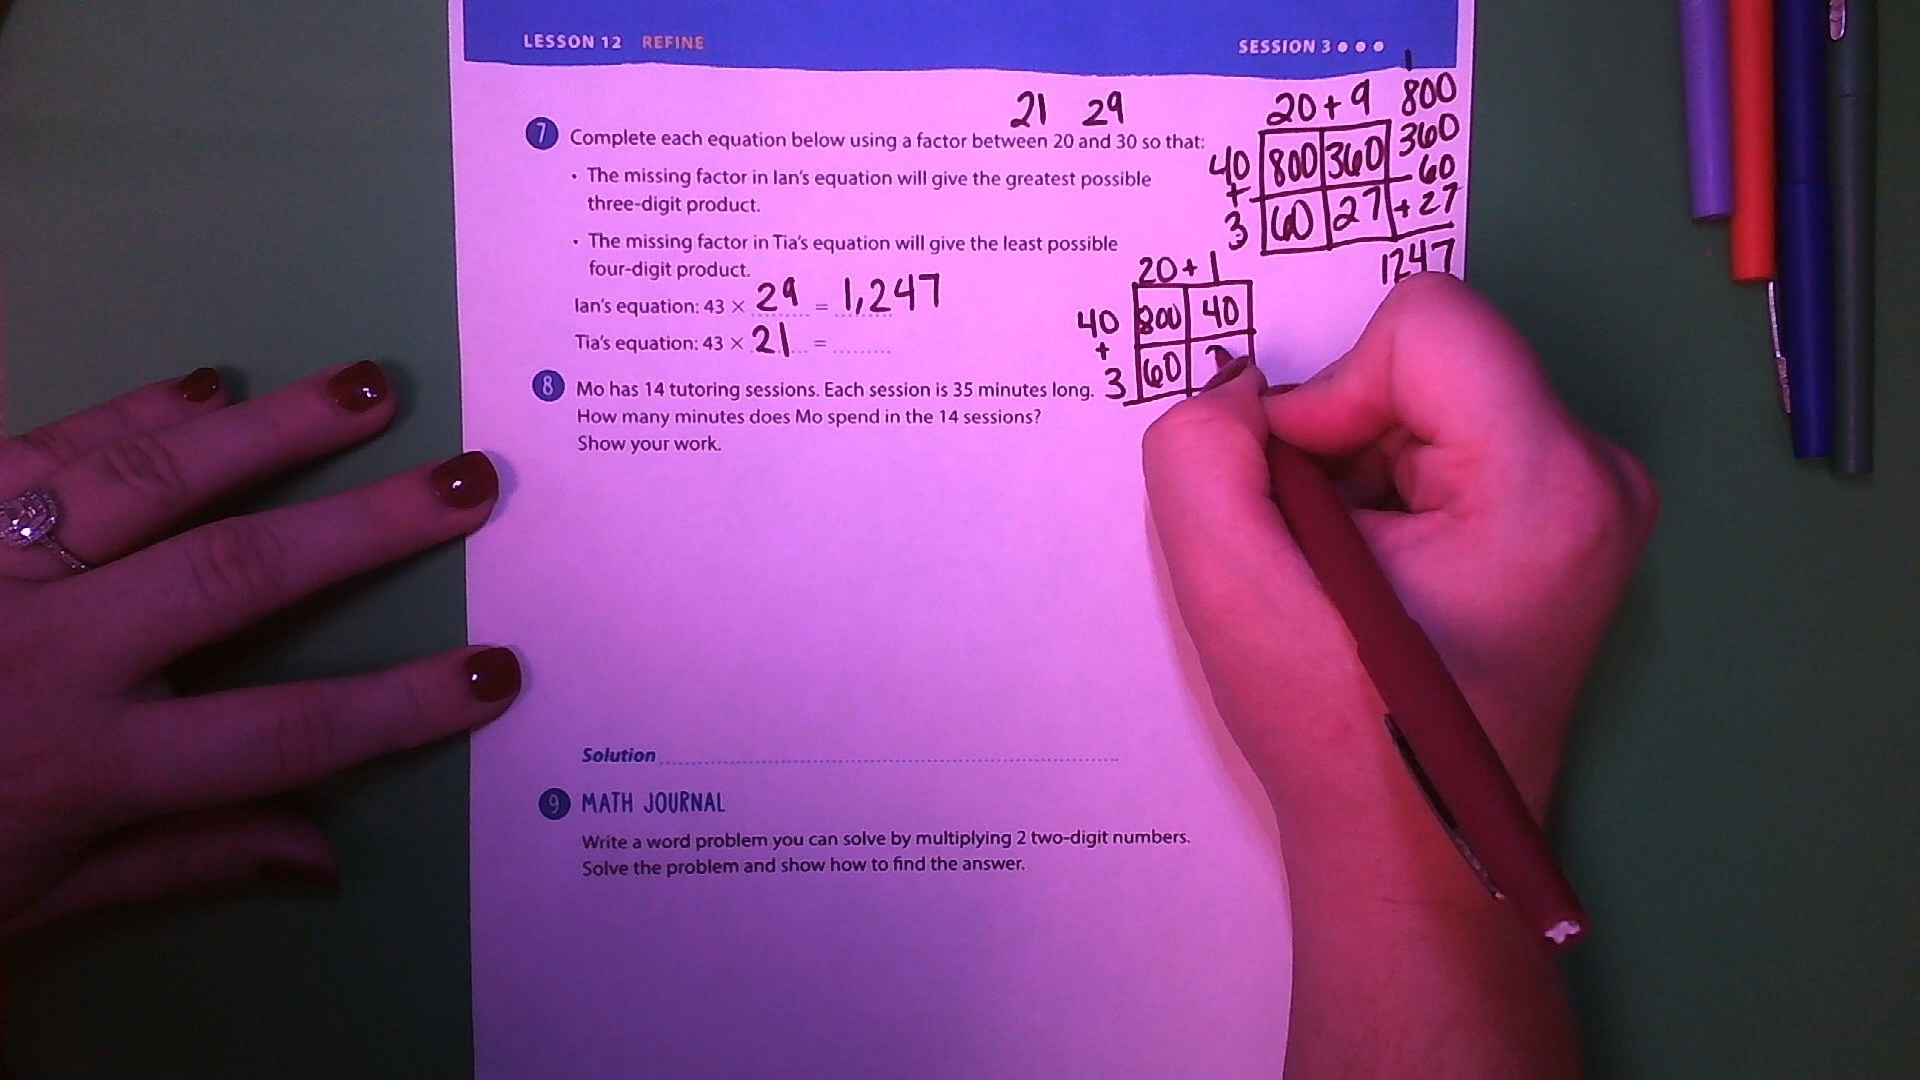 LESSON 12 REFINE
SESSION 3
21 29
7 Complete each equation below using a factor between 20 and 30 so that:
• The missing factor in Ian's equation will give the greatest possible
three-digit product.
• The missing factor in Tia's equation will give the least possible
four-digit product.
Ian's equation: 43 × 29 = 1,247
Tia's equation: 43 × 21 =
20 + 9
40 800 360
+
3 60 27
1
800
360
60
+ 27
1247
20 + 1
40 800 40
+
3 60
8 Mo has 14 tutoring sessions. Each session is 35 minutes long.
How many minutes does Mo spend in the 14 sessions?
Show your work.
Solution
9 MATH JOURNAL
Write a word problem you can solve by multiplying 2 two-digit numbers.
Solve the problem and show how to find the answer.